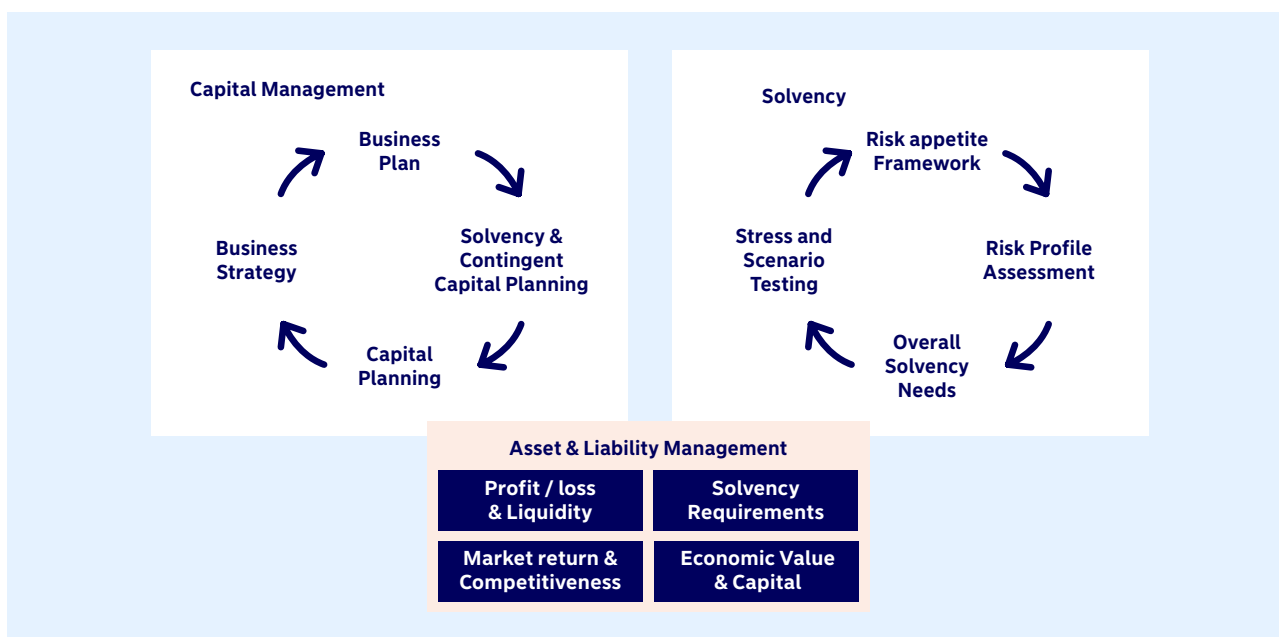 Capital Management
Business
Plan
Solvency &
Contingent
Capital Planning
Capital
Planning
Business
Strategy
Solvency
Risk appetite
Framework
Risk Profile
Assessment
Overall
Solvency
Needs
Stress and
Scenario
Testing
Asset & Liability Management
Profit / loss
& Liquidity
Solvency
Requirements
Market return &
Competitiveness
Economic Value
& Capital